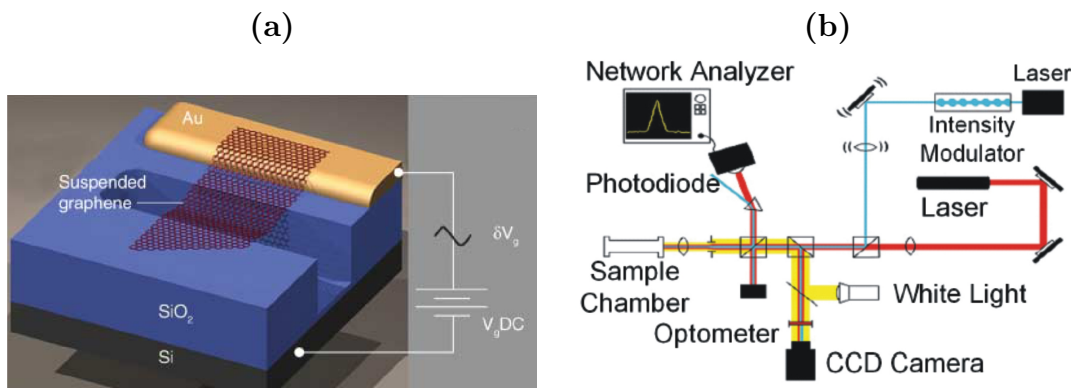 (a)
Au
Suspended
graphene
SiO₂
Si
δVg
VgDC
(b)
Network Analyzer
Laser
Intensity
Modulator
Photodiode
Laser
Sample
Chamber
White Light
Optometer
CCD Camera